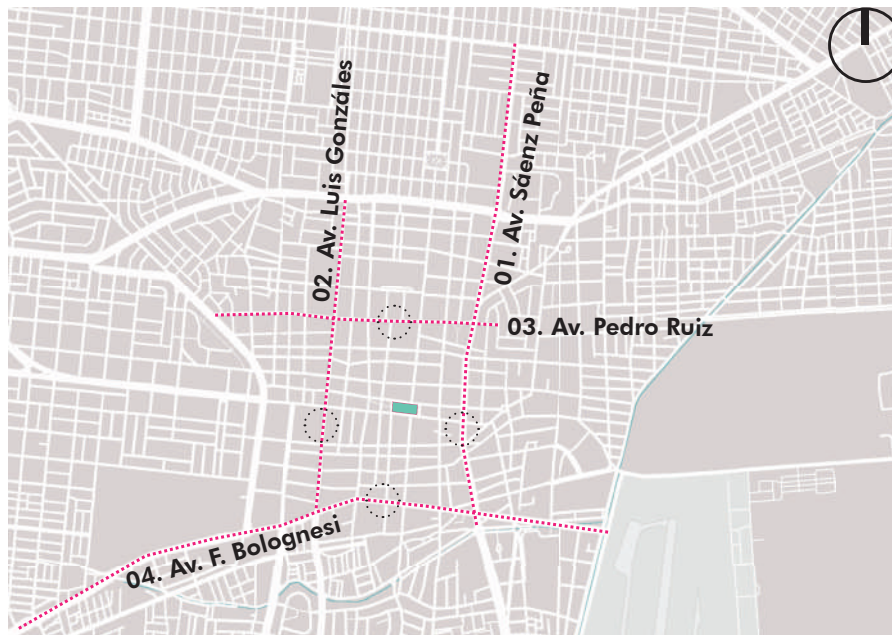 02. Av. Luis Gonzáles
01. Av. Sáenz Peña
03. Av. Pedro Ruiz
04. Av. F. Bolognesi